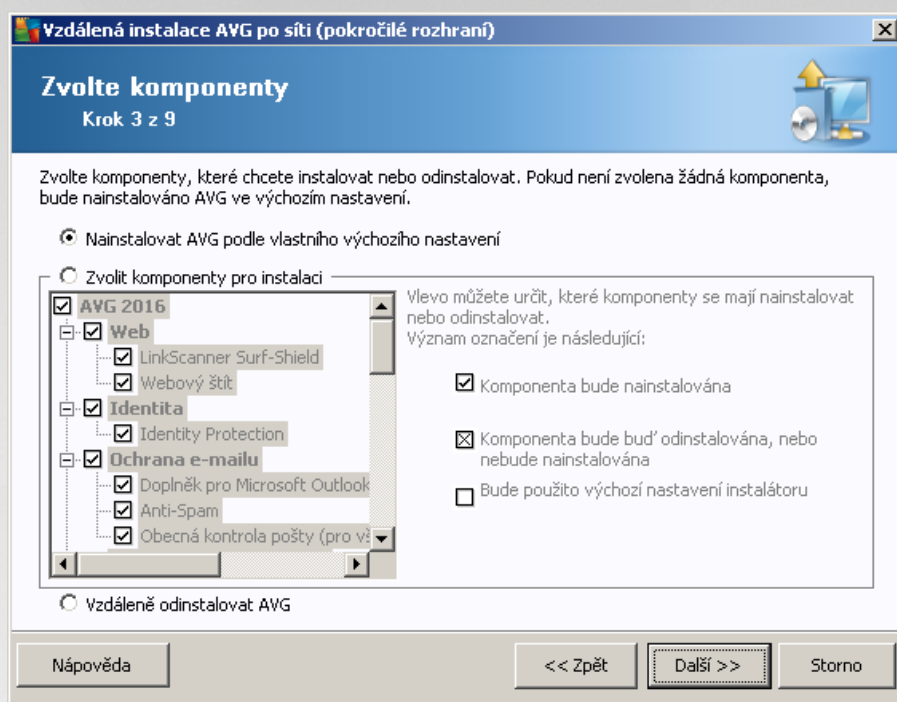 Vzdálená instalace AVG po síti (pokročilé rozhraní)
Zvolte komponenty
Krok 3 z 9
Zvolte komponenty, které chcete instalovat nebo odinstalovat. Pokud není zvolena žádná komponenta,
bude nainstalováno AVG ve výchozím nastavení.
Nainstalovat AVG podle vlastního výchozího nastavení
Zvolit komponenty pro instalaci
AVG 2016
Web
LinkScanner Surf-Shield
Webový štít
Identita
Identity Protection
Ochrana e-mailu
Doplněk pro Microsoft Outlook
Anti-Spam
Obecná kontrola pošty (pro vš
Vlevo můžete určit, které komponenty se mají nainstalovat
nebo odinstalovat.
Význam označení je následující:
Komponenta bude nainstalována
Komponenta bude buď odinstalována, nebo
nebude nainstalována
Bude použito výchozí nastavení instalátoru
Vzdáleně odinstalovat AVG
Nápověda
<< Zpět
Další >>
Storno